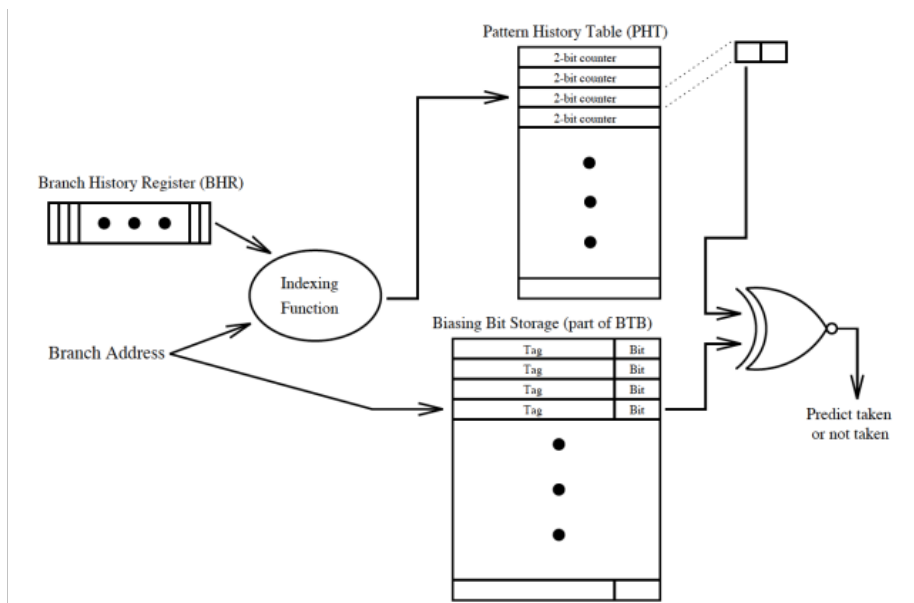 Pattern History Table (PHT)
2-bit counter
2-bit counter
2-bit counter
2-bit counter
Branch History Register (BHR)
Indexing
Function
Branch Address
Biasing Bit Storage (part of BTB)
Tag Bit
Tag Bit
Tag Bit
Tag Bit
Predict taken
or not taken